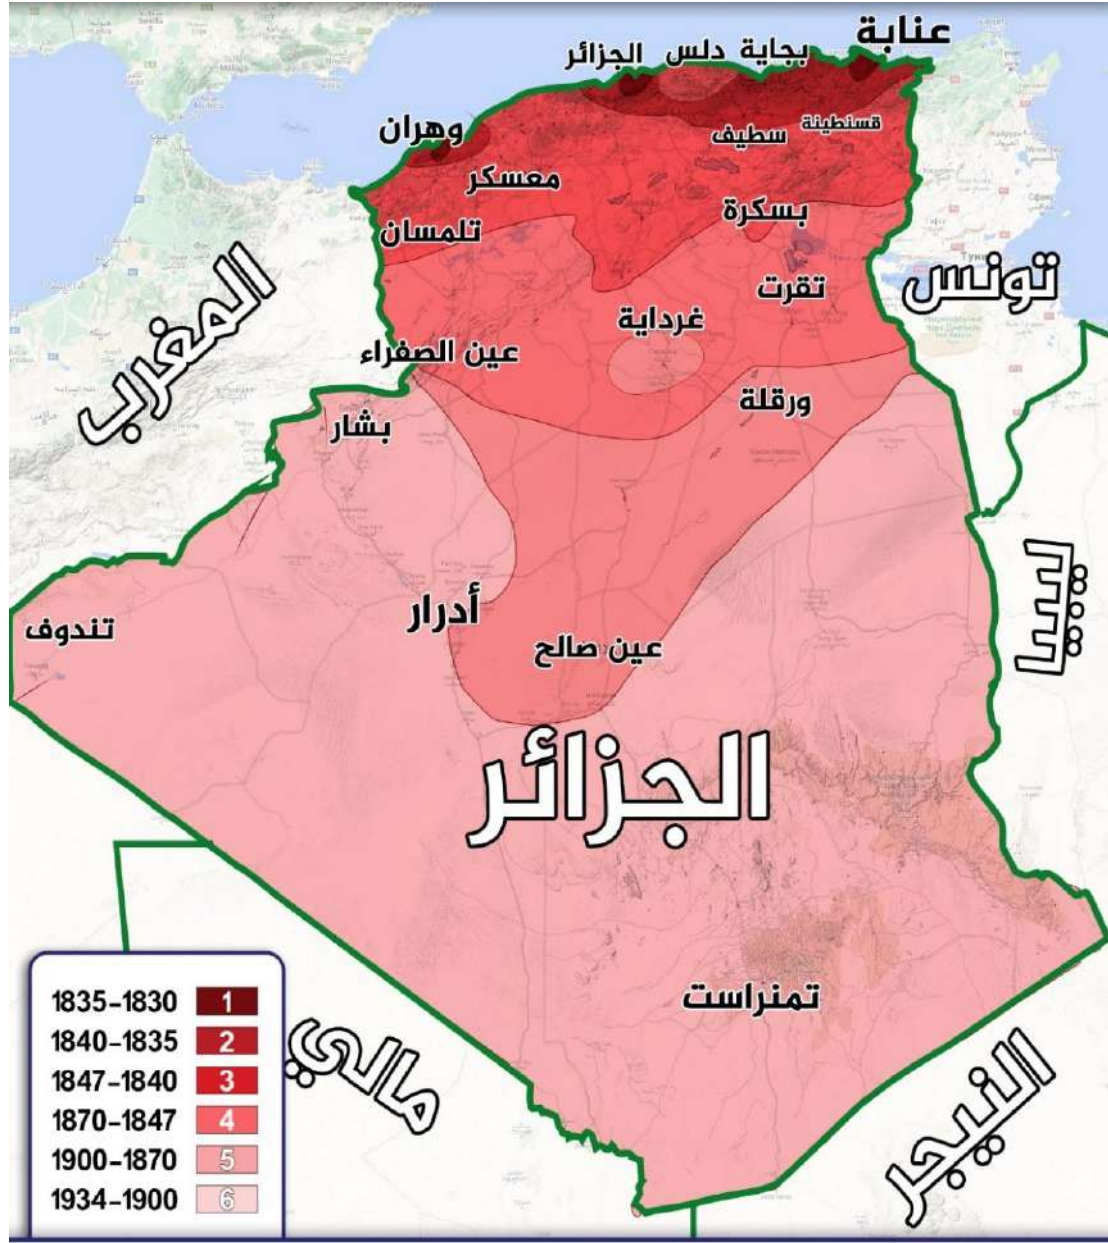 عنابة
بجاية
دلس
الجزائر
وهران
قسنطينة
سطيف
معسكر
بسكرة
تلمسان
تونس
تقرت
المغرب
غرداية
عين الصفراء
ورقلة
بشار
ليبيا
أدرار
تندوف
عين صالح
الجزائر
تمنراست
مالي
النيجر
1835-1830 1
1840-1835 2
1847-1840 3
1870-1847 4
1900-1870 5
1934-1900 6